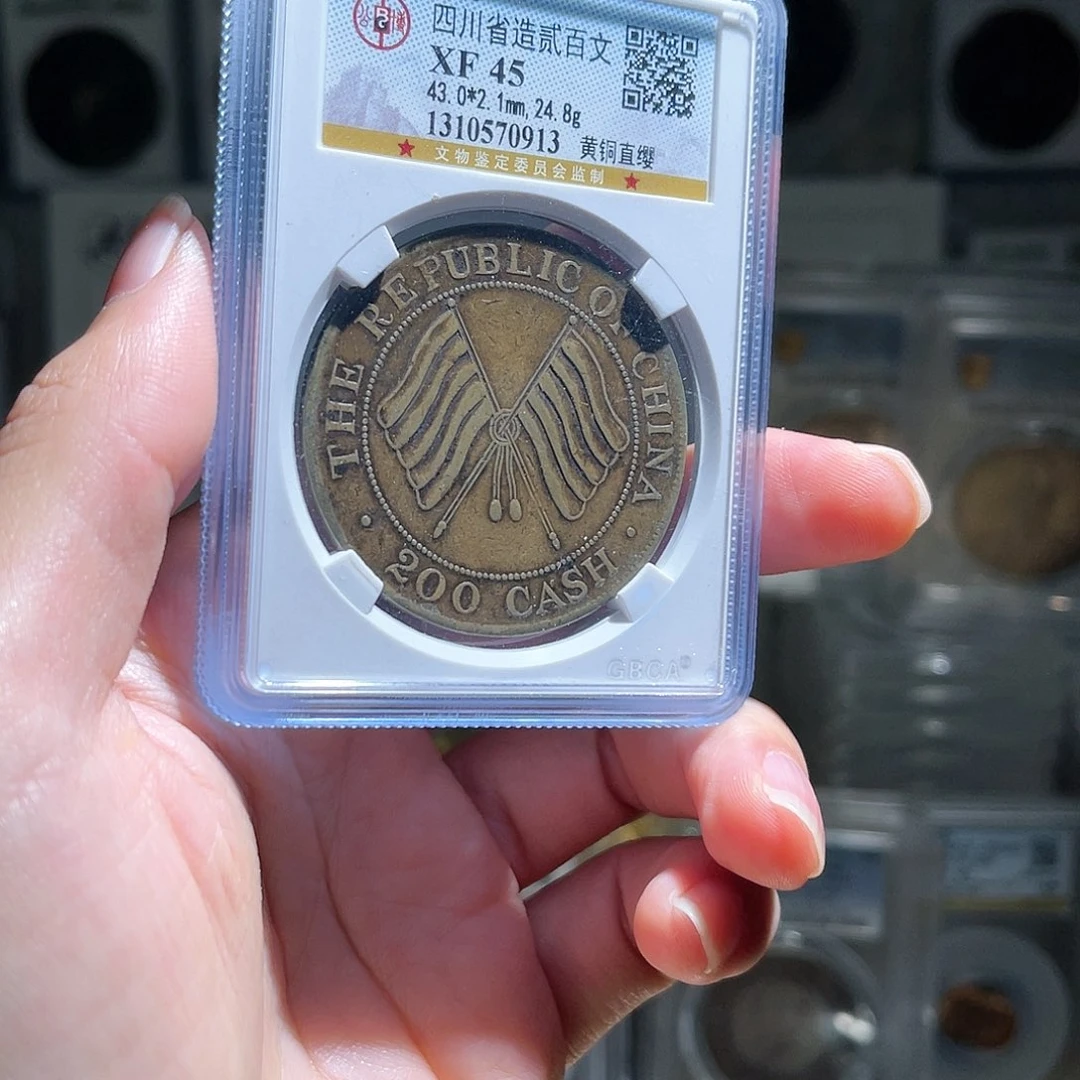 四川省造贰百文
XF 45
43.0*2.1mm, 24.8g
1310570913 黄铜直缨
★ 文物鉴定委员会监制 ★
THE REPUBLIC OF CHINA
· 200 CASH ·
GBCA®